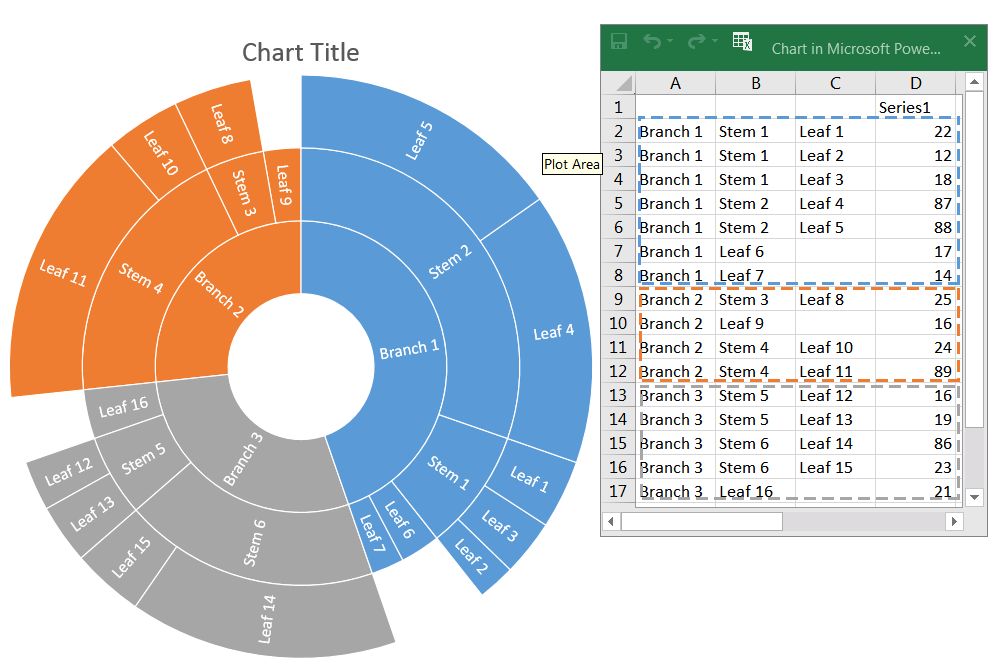 Chart Title
Leaf 5
Leaf 4
Stem 2
Branch 1
Stem 1
Leaf 1
Leaf 3
Leaf 2
Leaf 6
Leaf 7
Branch 3
Stem 6
Leaf 14
Leaf 15
Stem 5
Leaf 13
Leaf 12
Leaf 16
Branch 2
Stem 4
Leaf 11
Leaf 10
Stem 3
Leaf 8
Leaf 9
Plot Area
Chart in Microsoft Powe...
A B C D
1 Series1
2 Branch 1 Stem 1 Leaf 1 22
3 Branch 1 Stem 1 Leaf 2 12
4 Branch 1 Stem 1 Leaf 3 18
5 Branch 1 Stem 2 Leaf 4 87
6 Branch 1 Stem 2 Leaf 5 88
7 Branch 1 Leaf 6 17
8 Branch 1 Leaf 7 14
9 Branch 2 Stem 3 Leaf 8 25
10 Branch 2 Leaf 9 16
11 Branch 2 Stem 4 Leaf 10 24
12 Branch 2 Stem 4 Leaf 11 89
13 Branch 3 Stem 5 Leaf 12 16
14 Branch 3 Stem 5 Leaf 13 19
15 Branch 3 Stem 6 Leaf 14 86
16 Branch 3 Stem 6 Leaf 15 23
17 Branch 3 Leaf 16 21